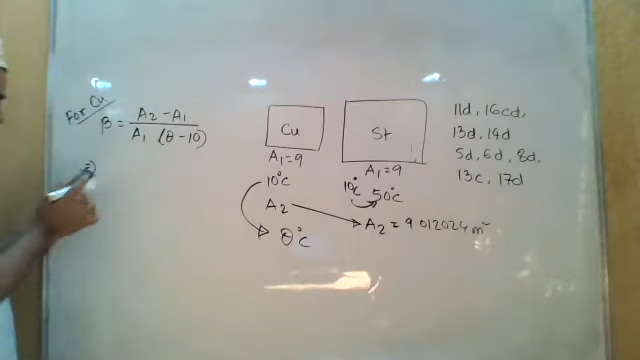 For Cu
β = A₂ - A₁ / A₁ (θ - 10)
⇒
Cu
St
A₁ = 9
A₁ = 9
10°c
10°c 50°c
A₂
A₂ = 9.012024 m²
θ°c
11d, 16cd,
13d, 14d
5d, 6d, 8d.
13c, 17d